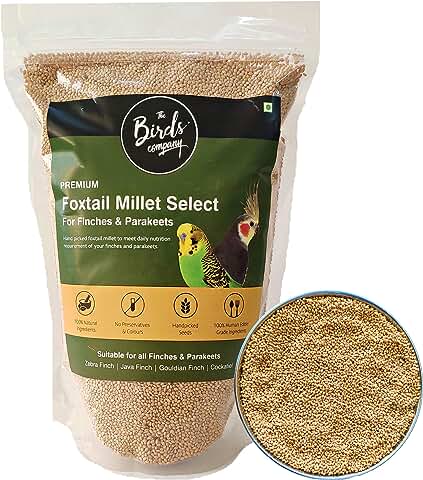 The
Birds
company
PREMIUM
Foxtail Millet Select
For Finches & Parakeets
Hand picked foxtail millet to meet daily nutrition
requirement of your finches and parakeets.
100% Natural
Ingredients
No Preservatives
& Colours
Handpicked
Seeds
100% Human Edible
Grade Ingredients
Suitable for all Finches & Parakeets
Zebra Finch | Java Finch | Gouldian Finch | Cockatiel